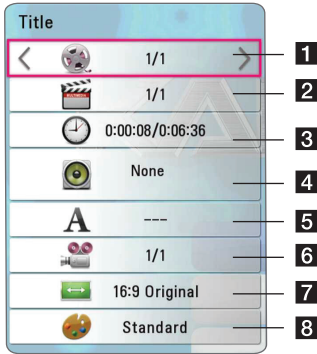 Title
1/1 1
1/1 2
0:00:08/0:06:36 3
None 4
A --- 5
1/1 6
16:9 Original 7
Standard 8